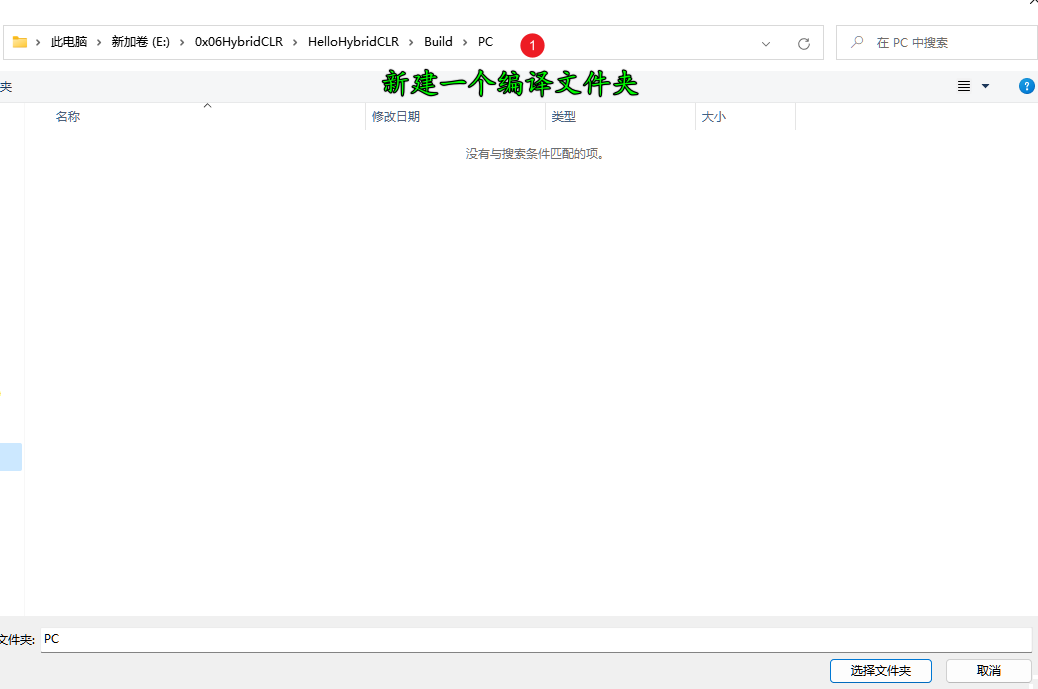 此电脑 › 新加卷 (E:) › 0x06HybridCLR › HelloHybridCLR › Build › PC
1
在 PC 中搜索
夹
新建一个编译文件夹
?
名称 修改日期 类型 大小
没有与搜索条件匹配的项。
文件夹: PC
选择文件夹 取消